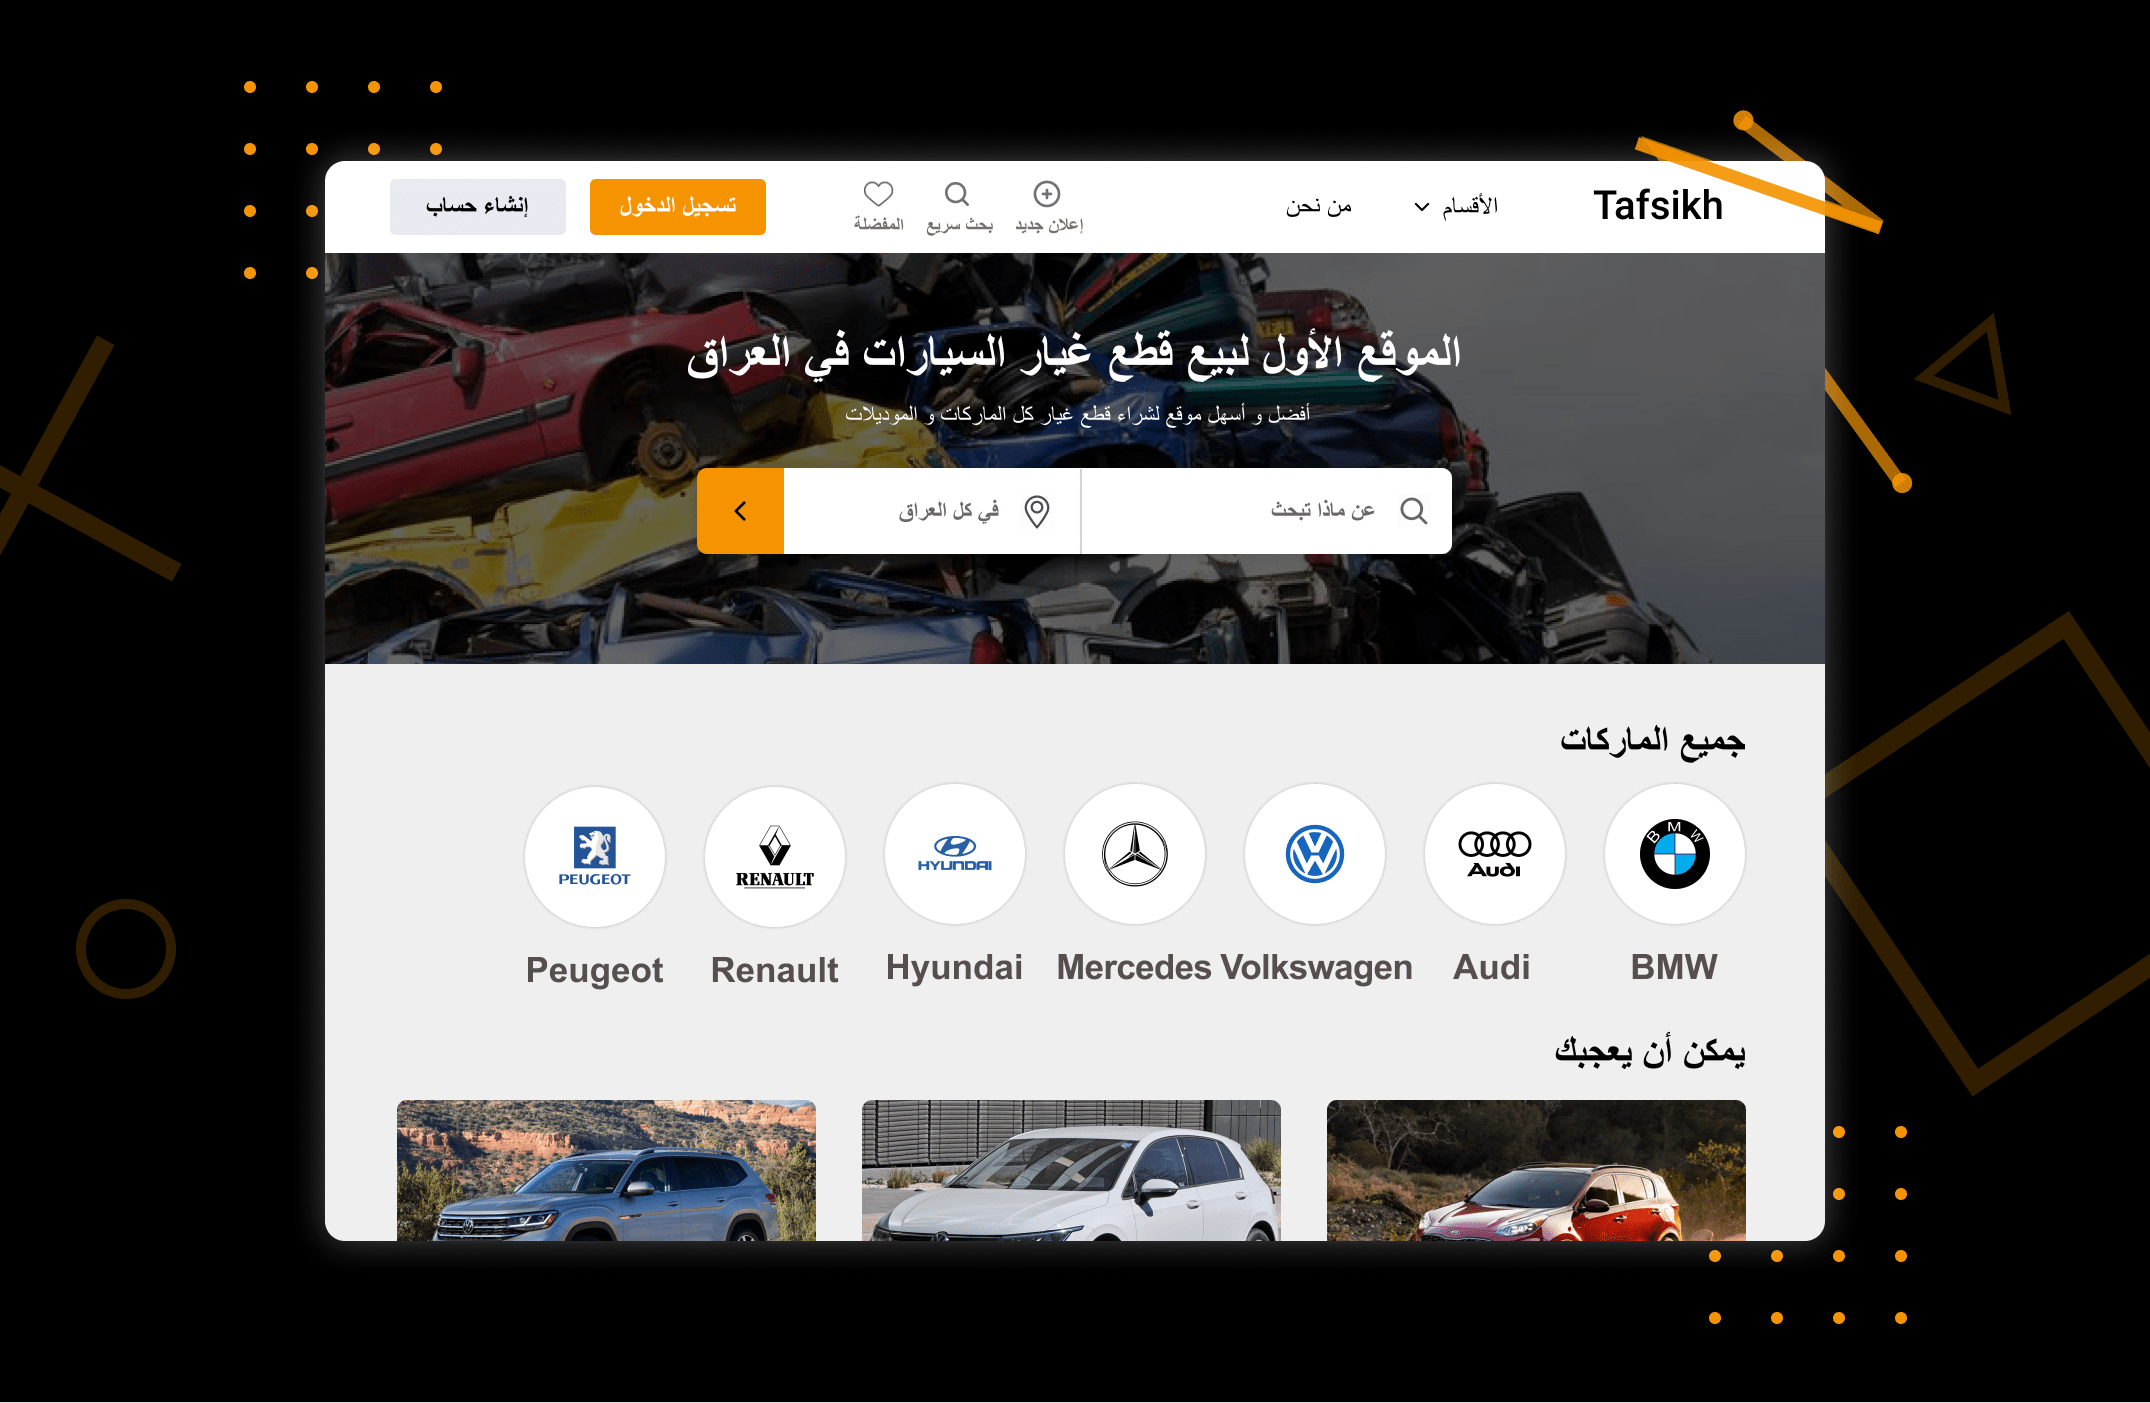 Tafsikh
الأقسام
من نحن
إعلان جديد
بحث سريع
المفضلة
تسجيل الدخول
إنشاء حساب
الموقع الأول لبيع قطع غيار السيارات في العراق
أفضل و أسهل موقع لشراء قطع غيار كل الماركات و الموديلات
عن ماذا تبحث
في كل العراق
جميع الماركات
BMW
Audi
HYUNDAI
RENAULT
PEUGEOT
BMW
Audi
Volkswagen
Mercedes
Hyundai
Renault
Peugeot
يمكن أن يعجبك